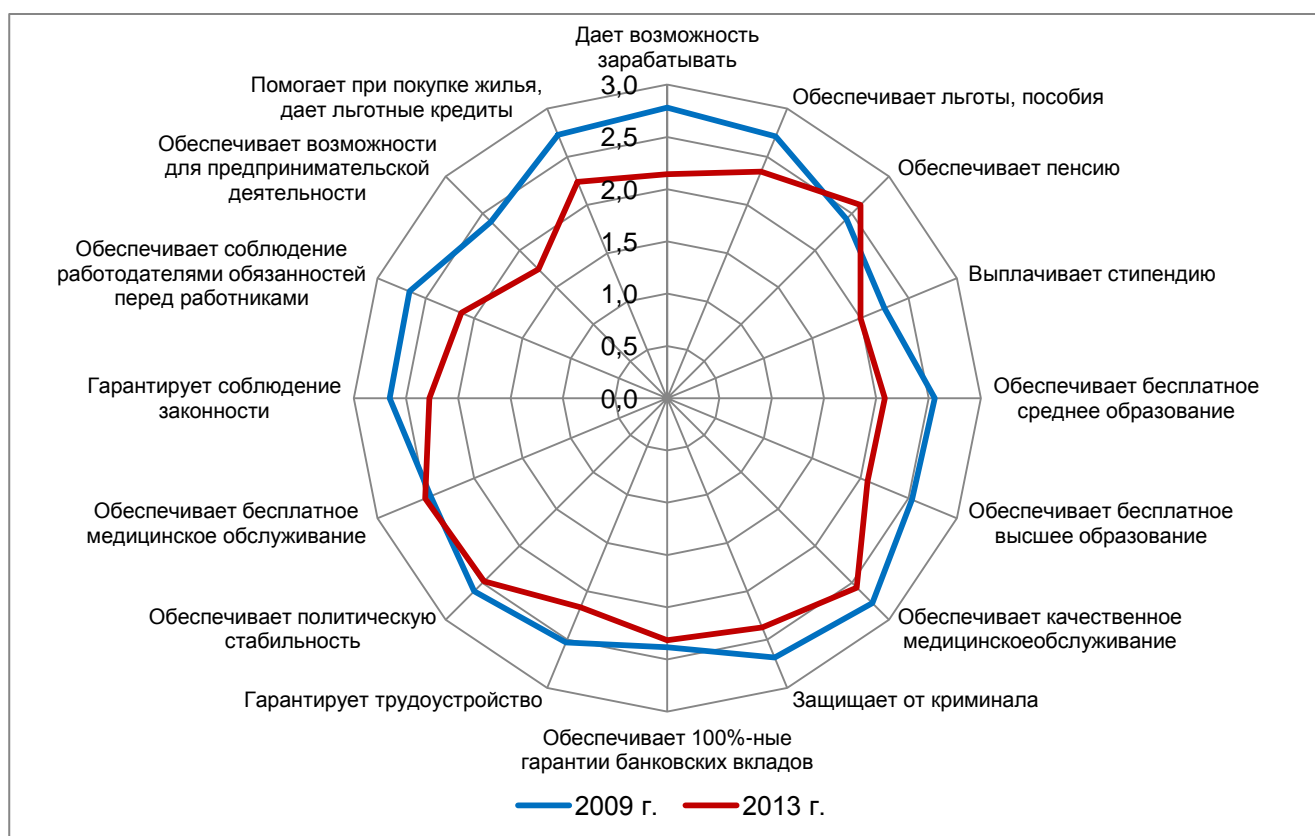 Дает возможность
зарабатывать
Помогает при покупке жилья,
дает льготные кредиты
Обеспечивает льготы, пособия
Обеспечивает возможности
для предпринимательской
деятельности
Обеспечивает пенсию
Обеспечивает соблюдение
работодателями обязанностей
перед работниками
Выплачивает стипендию
Гарантирует соблюдение
законности
Обеспечивает бесплатное
среднее образование
Обеспечивает бесплатное
медицинское обслуживание
Обеспечивает бесплатное
высшее образование
Обеспечивает политическую
стабильность
Обеспечивает качественное
медицинскоеобслуживание
Гарантирует трудоустройство
Защищает от криминала
Обеспечивает 100%-ные
гарантии банковских вкладов
3,0
2,5
2,0
1,5
1,0
0,5
0,0
2009 г.
2013 г.